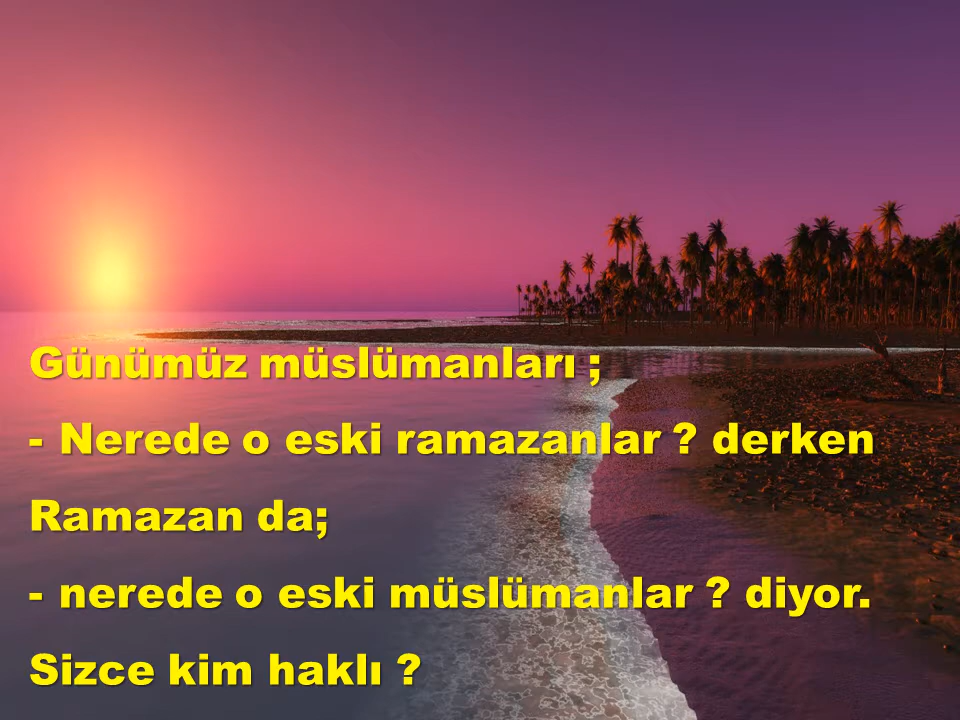 Günümüz müslümanları ;
- Nerede o eski ramazanlar ? derken
Ramazan da;
- nerede o eski müslümanlar ? diyor.
Sizce kim haklı ?